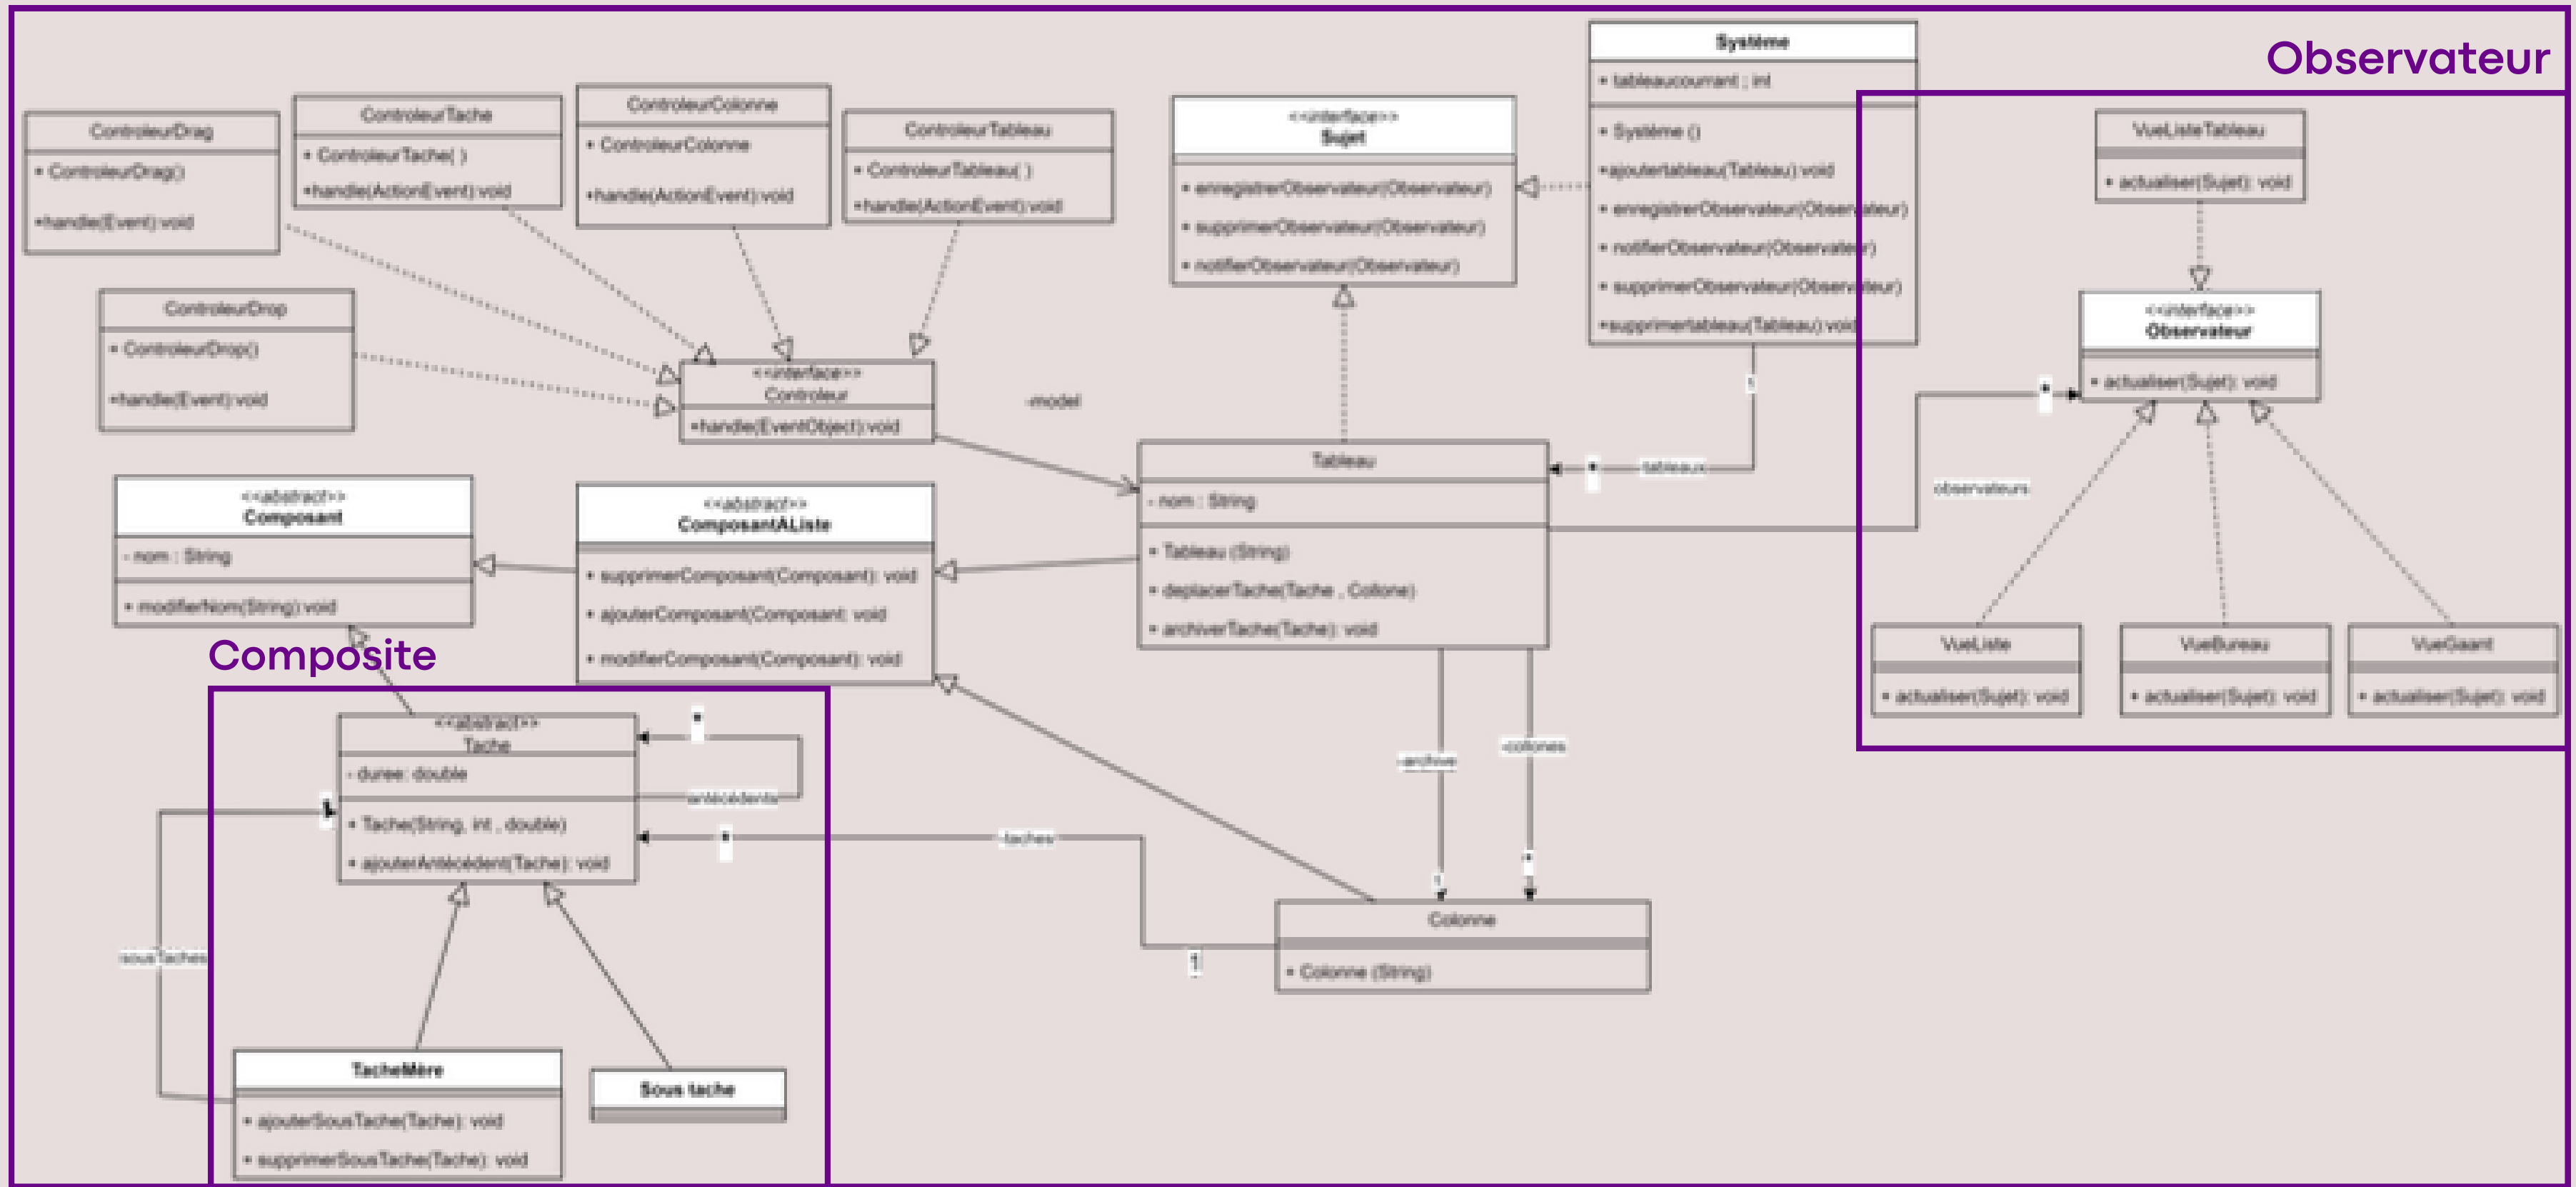 Observateur
Système
+ tableaucourrant ; int
+ Système ()
+ajoutertableau(Tableau):void
+ enregistrerObservateur(Observateur)
+ notifierObservateur(Observateur)
+ supprimerObservateur(Observateur)
+supprimertableau(Tableau):void
ControleurDrag
+ ControleurDrag()
+handle(Event):void
ControleurTache
+ ControleurTache( )
+handle(ActionEvent):void
ControleurColonne
+ ControleurColonne
+handle(ActionEvent):void
ControleurTableau
+ ControleurTableau( )
+handle(ActionEvent):void
<<interface>>
Sujet
+ enregistrerObservateur(Observateur)
+ supprimerObservateur(Observateur)
+ notifierObservateur(Observateur)
VueListeTableau
+ actualiser(Sujet): void
ControleurDrop
+ ControleurDrop()
+handle(Event):void
<<interface>>
Controleur
+handle(EventObject):void
-model
<<interface>>
Observateur
+ actualiser(Sujet): void
1
*
-tableaux
*
observateurs
Tableau
- nom : String
+ Tableau (String)
+ deplacerTache(Tache , Collone)
+ archiverTache(Tache): void
<<abstract>>
Composant
- nom : String
+ modifierNom(String):void
<<abstract>>
ComposantÀListe
+ supprimerComposant(Composant): void
+ ajouterComposant(Composant: void
+ modifierComposant(Composant): void
VueListe
+ actualiser(Sujet): void
VueBureau
+ actualiser(Sujet): void
VueGaant
+ actualiser(Sujet): void
Composite
<<abstract>>
Tache
- duree: double
+ Tache(String, int , double)
+ ajouterAntécédent(Tache): void
*
antécédents
*
-taches
1
-archive
1
-collones
*
Colonne
+ Colonne (String)
sousTaches
TacheMère
+ ajouterSousTache(Tache): void
+ supprimerSousTache(Tache): void
Sous tache